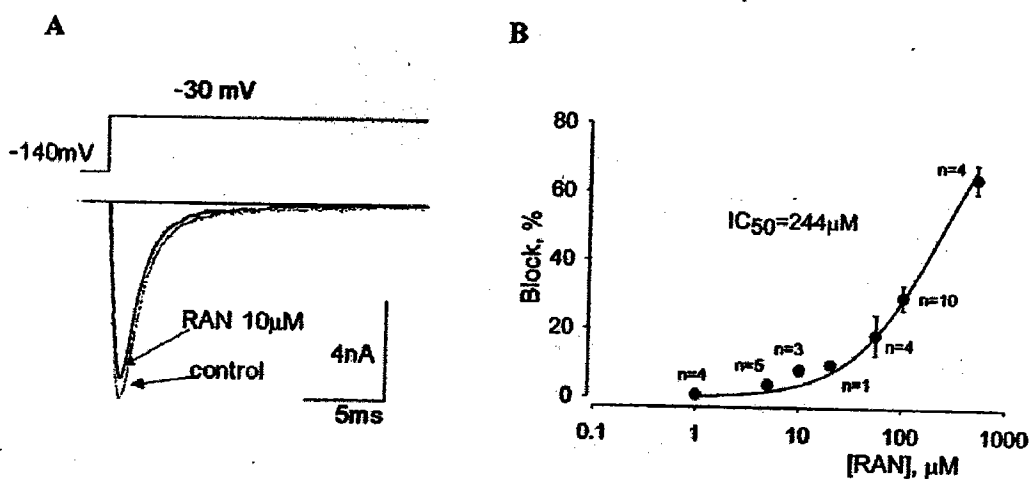 A
-30 mV
-140mV
RAN 10µM
control
4nA
5ms
B
80
60
40
20
0
Block, %
n=4
IC50=244µM
n=10
n=3
n=5
n=4
n=4
n=1
0.1
1
10
100
1000
[RAN], µM